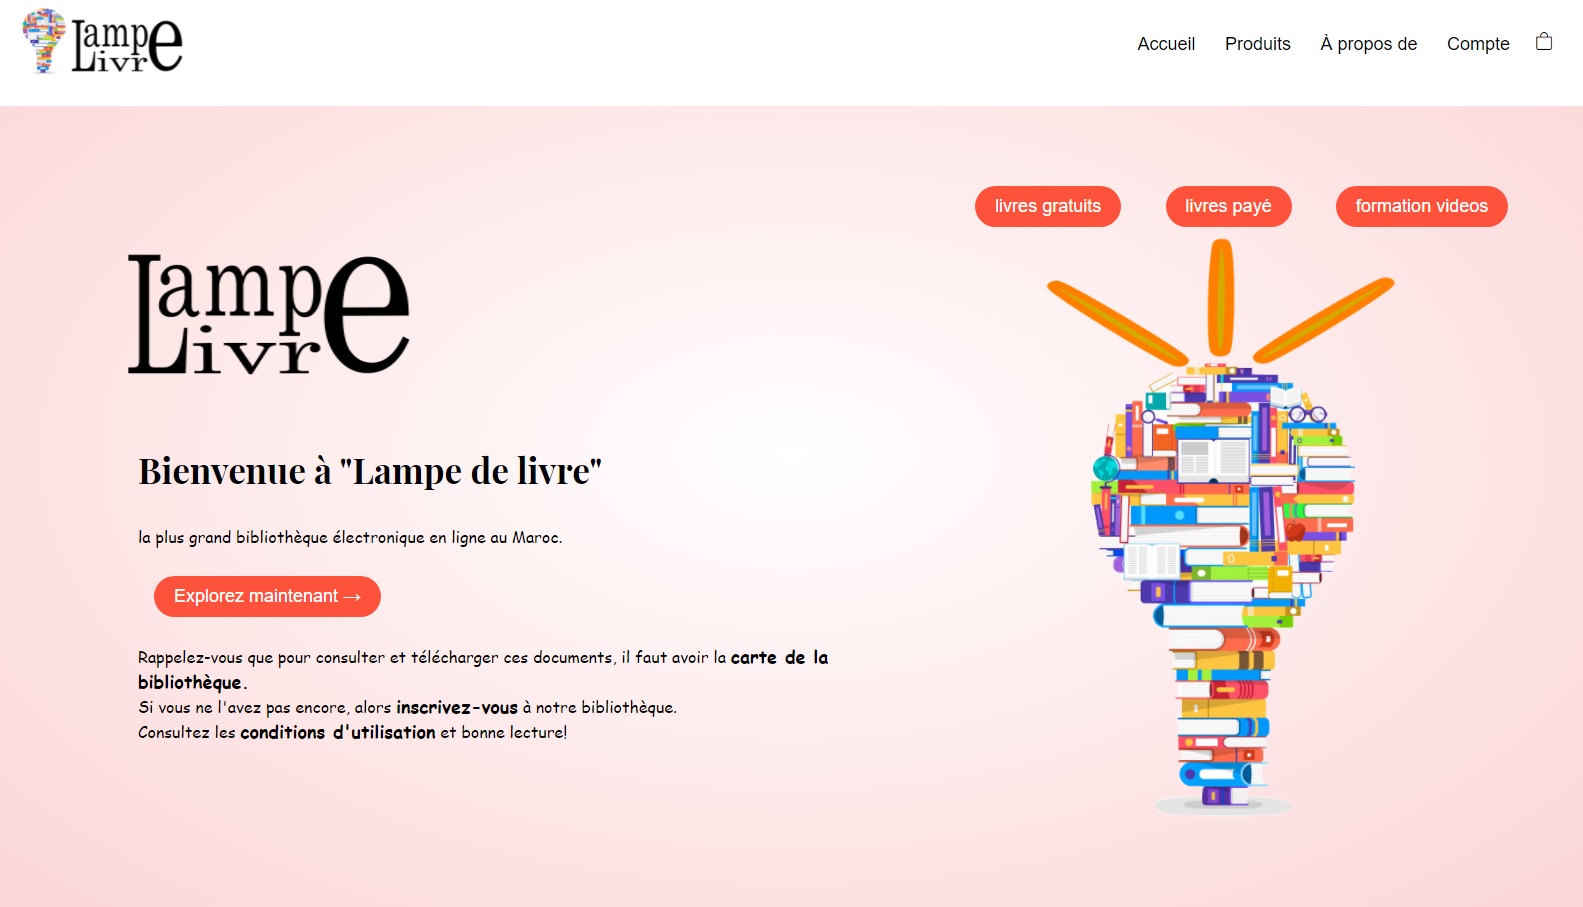 Lampe
Livre
Accueil Produits À propos de Compte
livres gratuits livres payé formation videos
Lampe
Livre
Bienvenue à "Lampe de livre"
la plus grand bibliothèque électronique en ligne au Maroc.
Explorez maintenant →
Rappelez-vous que pour consulter et télécharger ces documents, il faut avoir la carte de la
bibliothèque.
Si vous ne l'avez pas encore, alors inscrivez-vous à notre bibliothèque.
Consultez les conditions d'utilisation et bonne lecture!